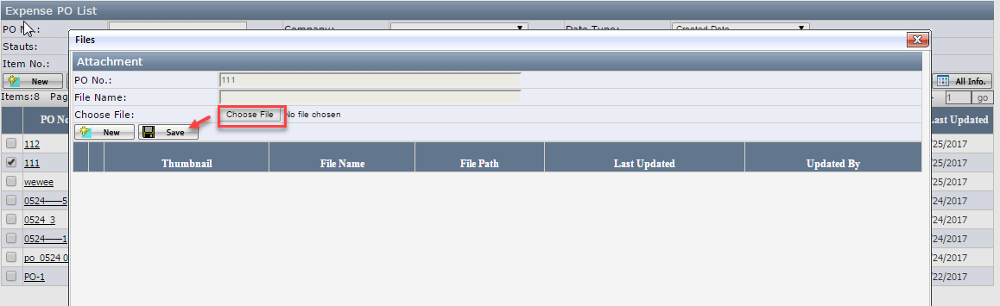 Expense PO List
PO N
Company:
Date Type:
Created Date
Stauts:
Item No.:
New
All Info.
Items:8 Pag
1
go
PO No
Last Updated
112
/25/2017
111
/25/2017
wewee
/25/2017
0524——5
/24/2017
0524_3
/24/2017
0524——1
/24/2017
po_0524 0
/24/2017
PO-1
/22/2017
Files
Attachment
PO No.:
111
File Name:
Choose File:
Choose File
No file chosen
New
Save
Thumbnail
File Name
File Path
Last Updated
Updated By